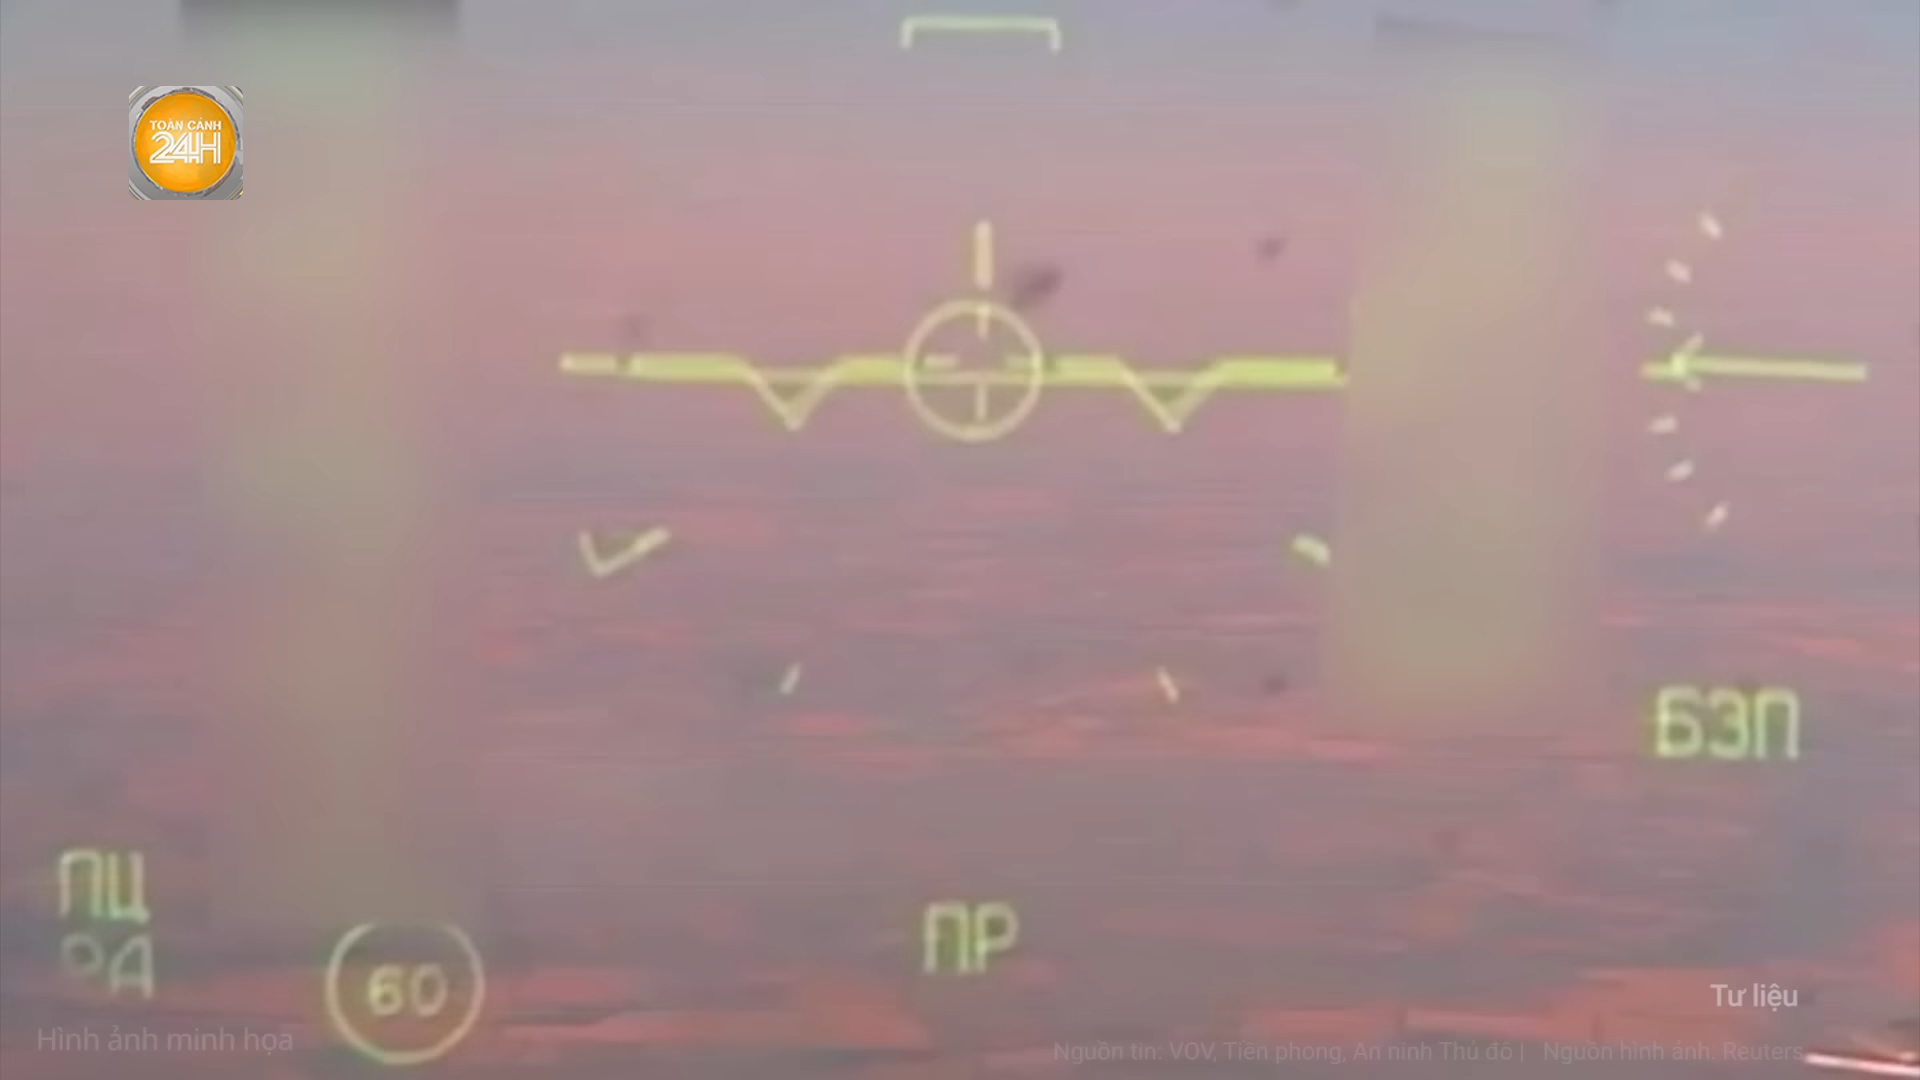 TOÀN CẢNH
24H
БЗП
ПЦ
РД
ПР
60
Tư liệu
Hình ảnh minh họa
Nguồn tin: VOV, Tiền phong, An ninh Thủ đô | Nguồn hình ảnh: Reuters